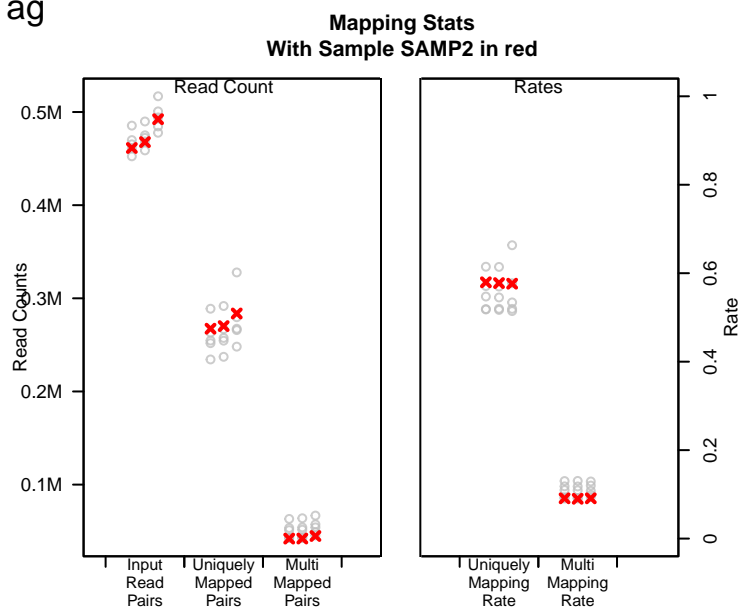 ag
Mapping Stats
With Sample SAMP2 in red
Read Count
Rates
0.5M
0.4M
0.3M
0.2M
0.1M
Read Counts
1
0.8
0.6
0.4
0.2
0
Rate
Input
Read
Pairs
Uniquely
Mapped
Pairs
Multi
Mapped
Pairs
Uniquely
Mapping
Rate
Multi
Mapping
Rate